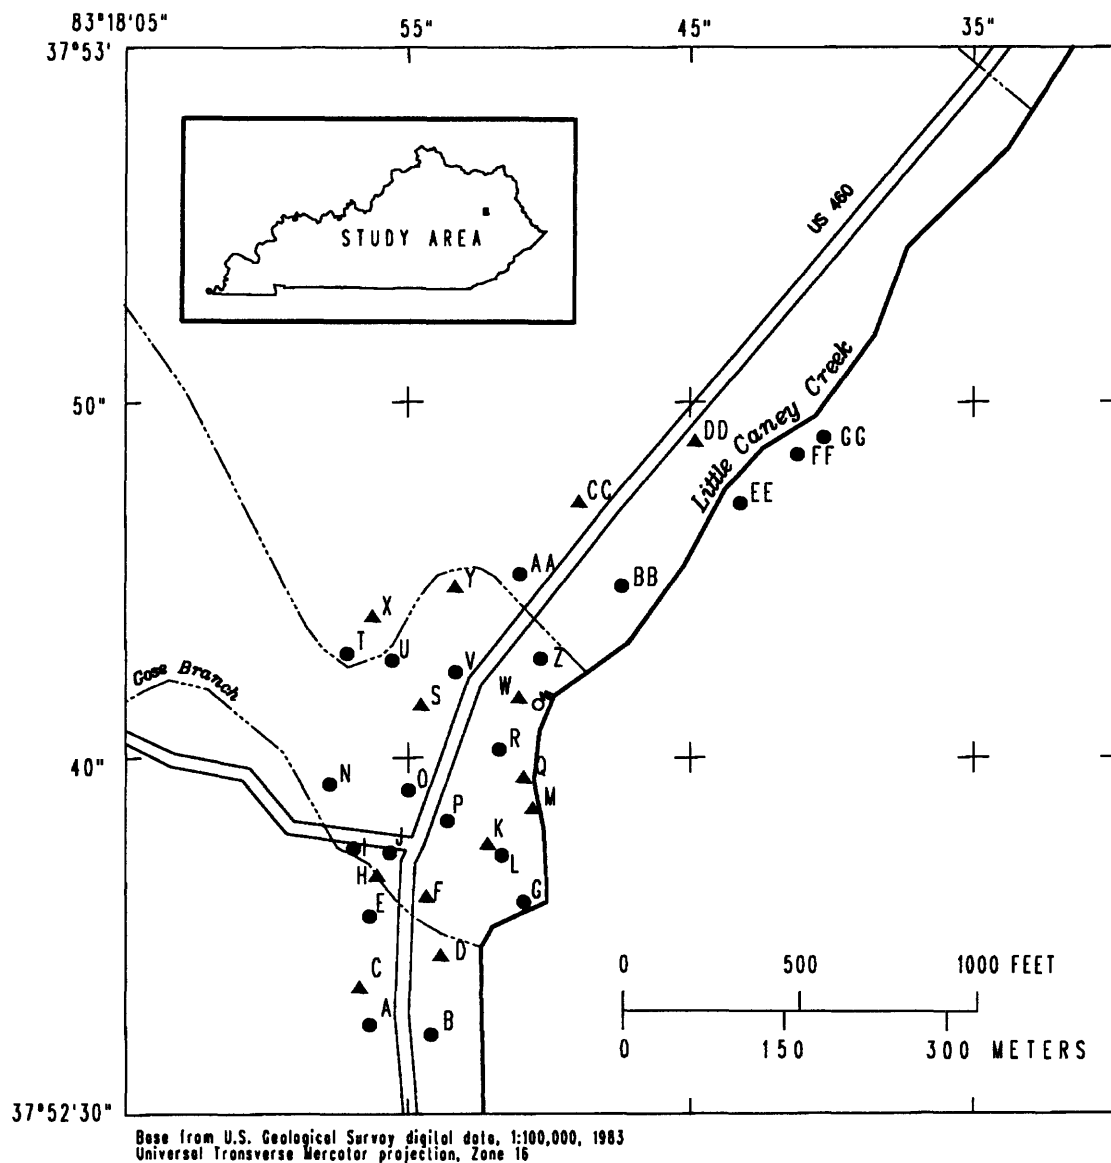 83°18'05"
55"
45"
35"
37°53'
US 460
STUDY AREA
Little Caney Creek
50"
DD
GG
FF
CC
EE
AA
BB
Y
X
T
U
V
Z
Gose Branch
S
W
R
40"
N
O
Q
P
M
K
I
J
L
H
F
E
G
D
C
A
B
0 500 1000 FEET
0 150 300 METERS
37°52'30"
Base from U.S. Geological Survey digital data, 1:100,000, 1983
Universal Transverse Mercator projection, Zone 16